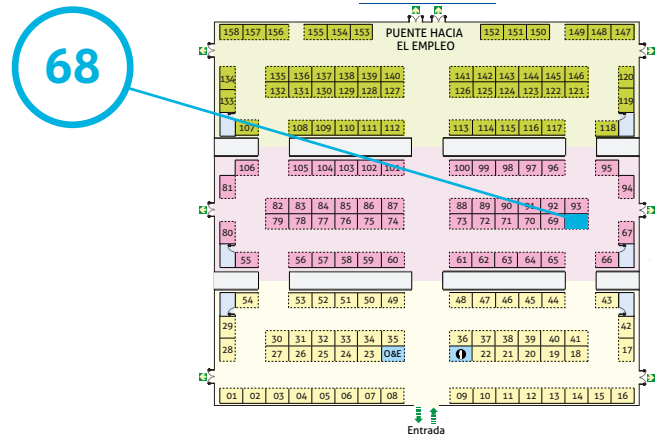 68
158 157 156 155 154 153 PUENTE HACIA 152 151 150 149 148 147
EL EMPLEO
134 135 136 137 138 139 140 141 142 143 144 145 146 120
133 132 131 130 129 128 127 126 125 124 123 122 121 119
107 108 109 110 111 112 113 114 115 116 117 118
106 105 104 103 102 101 100 99 98 97 96 95
81 94
82 83 84 85 86 87 88 89 90 91 92 93
80 79 78 77 76 75 74 73 72 71 70 69 67
55 56 57 58 59 60 61 62 63 64 65 66
54 53 52 51 50 49 48 47 46 45 44 43
29 42
30 31 32 33 34 35 36 37 38 39 40 41
28 27 26 25 24 23 O&E 22 21 20 19 18 17
01 02 03 04 05 06 07 08 09 10 11 12 13 14 15 16
Entrada